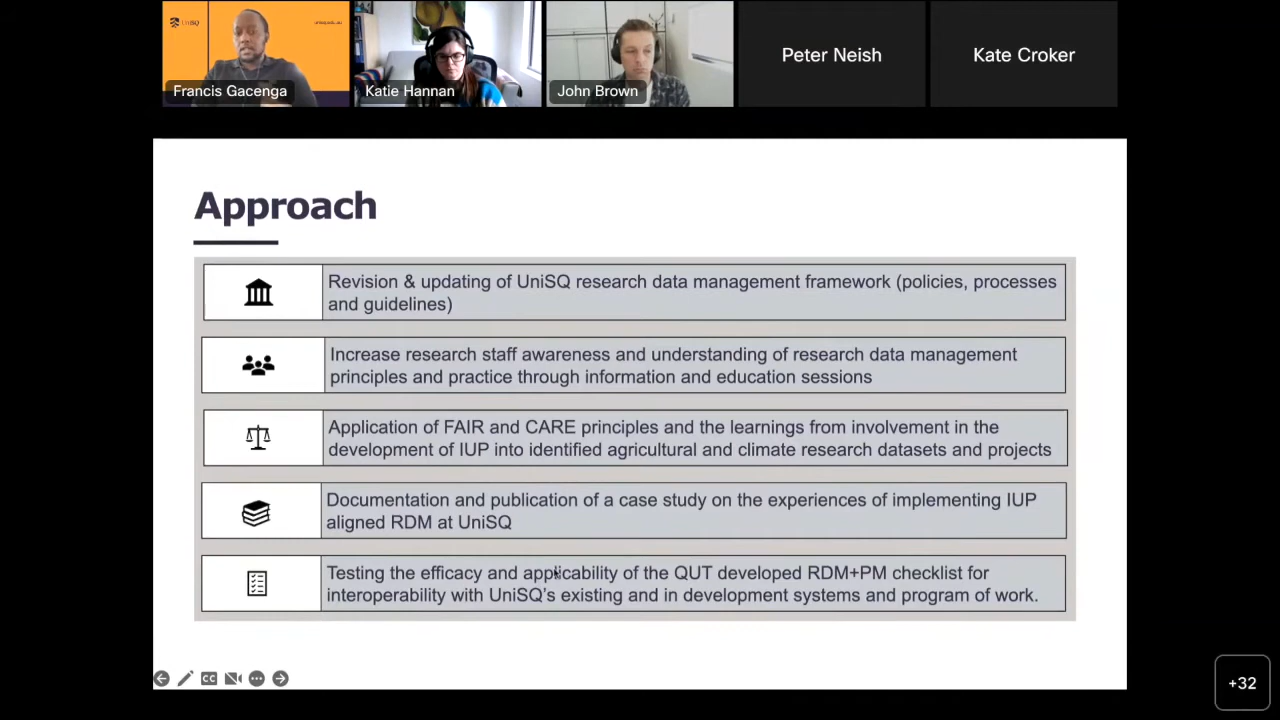 UniSQ
Francis Gacenga
Katie Hannan
John Brown
Peter Neish
Kate Croker
Approach
Revision & updating of UniSQ research data management framework (policies, processes
and guidelines)
Increase research staff awareness and understanding of research data management
principles and practice through information and education sessions
Application of FAIR and CARE principles and the learnings from involvement in the
development of IUP into identified agricultural and climate research datasets and projects
Documentation and publication of a case study on the experiences of implementing IUP
aligned RDM at UniSQ
Testing the efficacy and applicability of the QUT developed RDM+PM checklist for
interoperability with UniSQ's existing and in development systems and program of work.
CC
+32